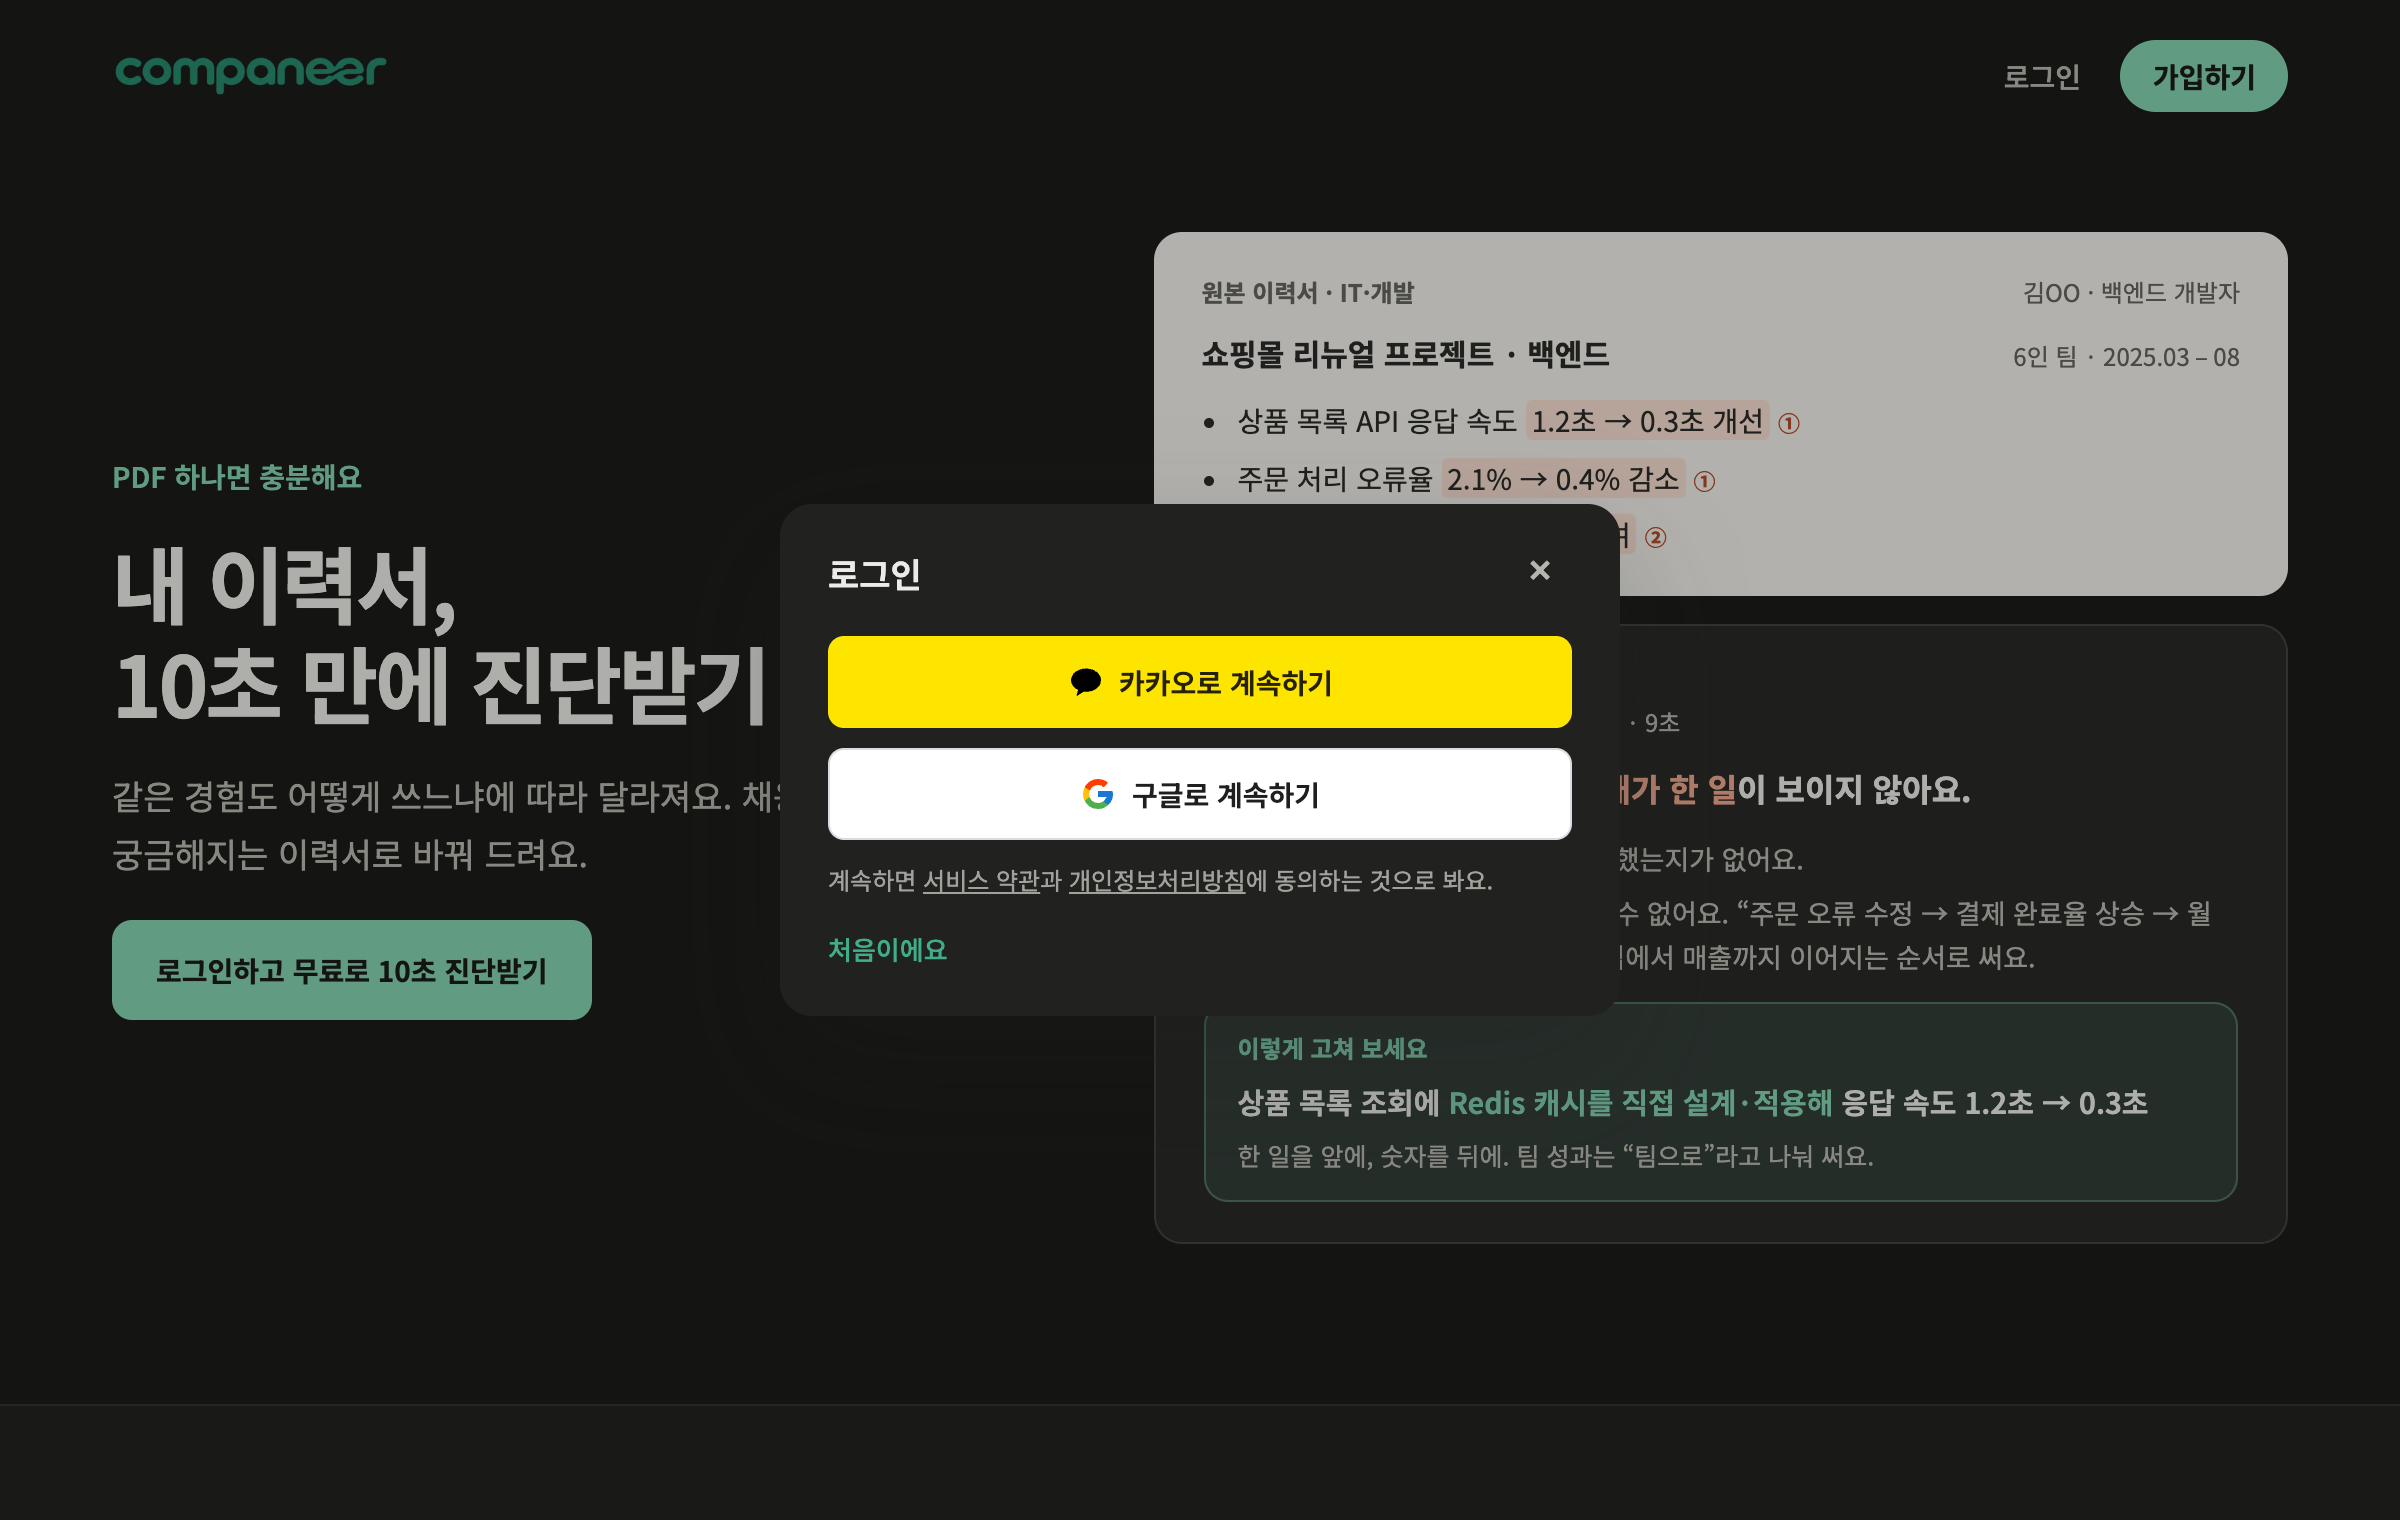 companeer
로그인
가입하기
원본 이력서 · IT·개발
김OO · 백엔드 개발자
쇼핑몰 리뉴얼 프로젝트 · 백엔드
6인 팀 · 2025.03 – 08
• 상품 목록 API 응답 속도 1.2초 → 0.3초 개선 ①
• 주문 처리 오류율 2.1% → 0.4% 감소 ①
②
PDF 하나면 충분해요
내 이력서,
10초 만에 진단받기
같은 경험도 어떻게 쓰느냐에 따라 달라져요.
궁금해지는 이력서로 바꿔 드려요.
로그인하고 무료로 10초 진단받기
로그인
×
카카오로 계속하기
구글로 계속하기
계속하면 서비스 약관과 개인정보처리방침에 동의하는 것으로 봐요.
처음이에요
· 9초
한 일이 보이지 않아요.
없어요.
수 없어요. “주문 오류 수정 → 결제 완료율 상승 → 월
매출까지 이어지는 순서로 써요.
이렇게 고쳐 보세요
상품 목록 조회에 Redis 캐시를 직접 설계·적용해 응답 속도 1.2초 → 0.3초
한 일을 앞에, 숫자를 뒤에. 팀 성과는 “팀으로”라고 나눠 써요.